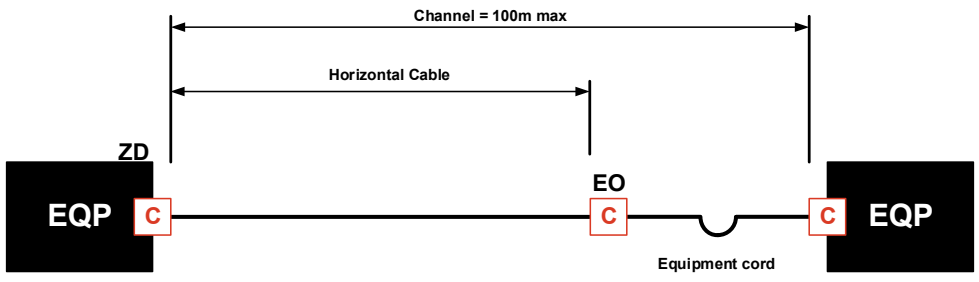 Channel = 100m max
Horizontal Cable
ZD
EO
EQP
C
C
C
EQP
Equipment cord